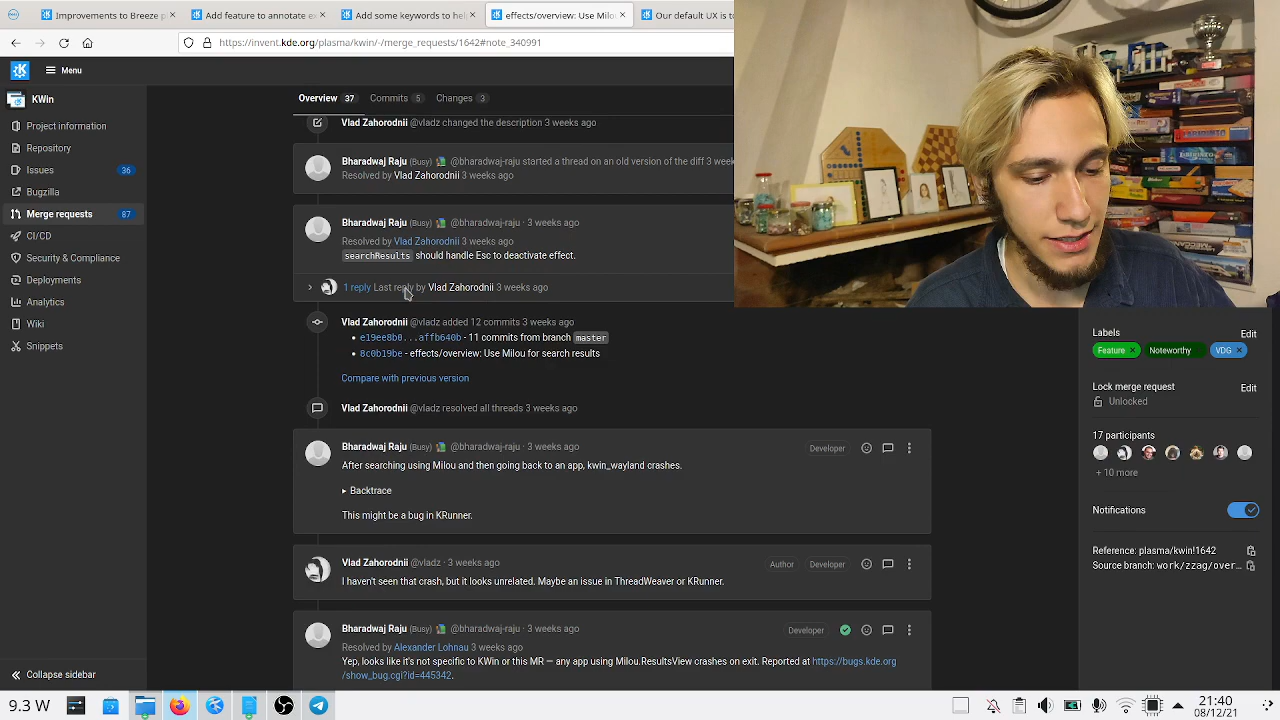 Improvements to Breeze p
Add feature to annotate e
Add some keywords to hel
effects/overview: Use Milo
Our default UX is to
https://invent.kde.org/plasma/kwin/-/merge_requests/1642#note_340991
Menu
KWin
Project information
Repository
Issues 36
Bugzilla
Merge requests 87
CI/CD
Security & Compliance
Deployments
Analytics
Wiki
Snippets
Collapse sidebar
Overview 37 Commits 5 Changes 3
Vlad Zahorodnii @vladz changed the description 3 weeks ago
Bharadwaj Raju (Busy) @bharadwaj-raju started a thread on an old version of the diff 3 wee
Resolved by Vlad Zahorodnii 3 weeks ago
Bharadwaj Raju (Busy) @bharadwaj-raju · 3 weeks ago
Resolved by Vlad Zahorodnii 3 weeks ago
searchResults should handle Escape to deactivate effect.
1 reply Last reply by Vlad Zahorodnii 3 weeks ago
Vlad Zahorodnii @vladz added 12 commits 3 weeks ago
• e19ee8b0...affb640b - 11 commits from branch master
• 8c0b1907 - effects/overview: Use Milou for search results
Compare with previous version
Vlad Zahorodnii @vladz resolved all threads 3 weeks ago
Bharadwaj Raju (Busy) @bharadwaj-raju · 3 weeks ago Developer
After searching using Milou and then going back to an app, kwin_wayland crashes.
Backtrace
This might be a bug in KRunner.
Vlad Zahorodnii @vladz · 3 weeks ago Author Developer
I haven't seen that crash, but it looks unrelated. Maybe an issue in ThreadWeaver or KRunner.
Bharadwaj Raju (Busy) @bharadwaj-raju · 3 weeks ago Developer
Resolved by Alexander Lohnau 3 weeks ago
Yep, looks like it's not specific to KWin or this MR — any app using Milou.ResultsView crashes on exit. Reported at https://bugs.kde.org
/show_bug.cgi?id=445342.
Labels Edit
Feature × Noteworthy VDG ×
Lock merge request Edit
Unlocked
17 participants
+ 10 more
Notifications
Reference: plasma/kwin!1642
Source branch: work/zzag/over…
LABIRINTO
9.3 W
21:40
08/12/21